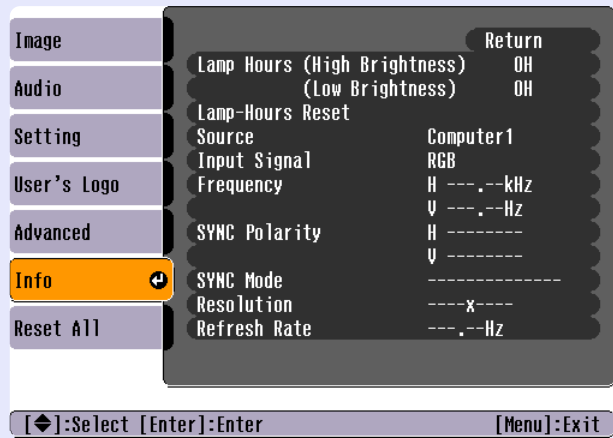 Image
Audio
Setting
User's Logo
Advanced
Info
Reset All
Return
Lamp Hours (High Brightness) 0H
(Low Brightness) 0H
Lamp-Hours Reset
Source Computer1
Input Signal RGB
Frequency H ---.--kHz
V ---.--Hz
SYNC Polarity H --------
V --------
SYNC Mode --------------
Resolution ----x----
Refresh Rate ---.--Hz
[◆]:Select [Enter]:Enter [Menu]:Exit